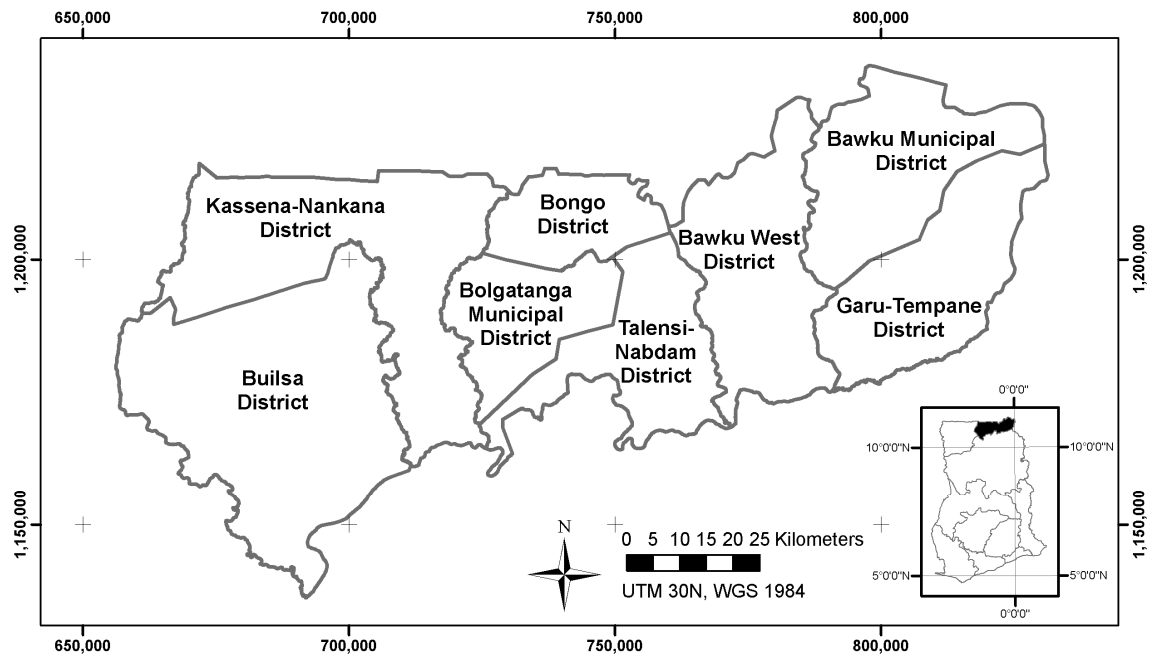 650,000
700,000
750,000
800,000
Bawku Municipal
District
Kassena-Nankana
District
Bongo
District
Bawku West
District
1,200,000
1,200,000
Bolgatanga
Municipal
District
Garu-Tempane
District
Talensi-
Nabdam
District
Builsa
District
0°0'0"
10°0'0"N
10°0'0"N
5°0'0"N
5°0'0"N
0°0'0"
1,150,000
1,150,000
N
0 5 10 15 20 25 Kilometers
UTM 30N, WGS 1984
650,000
700,000
750,000
800,000